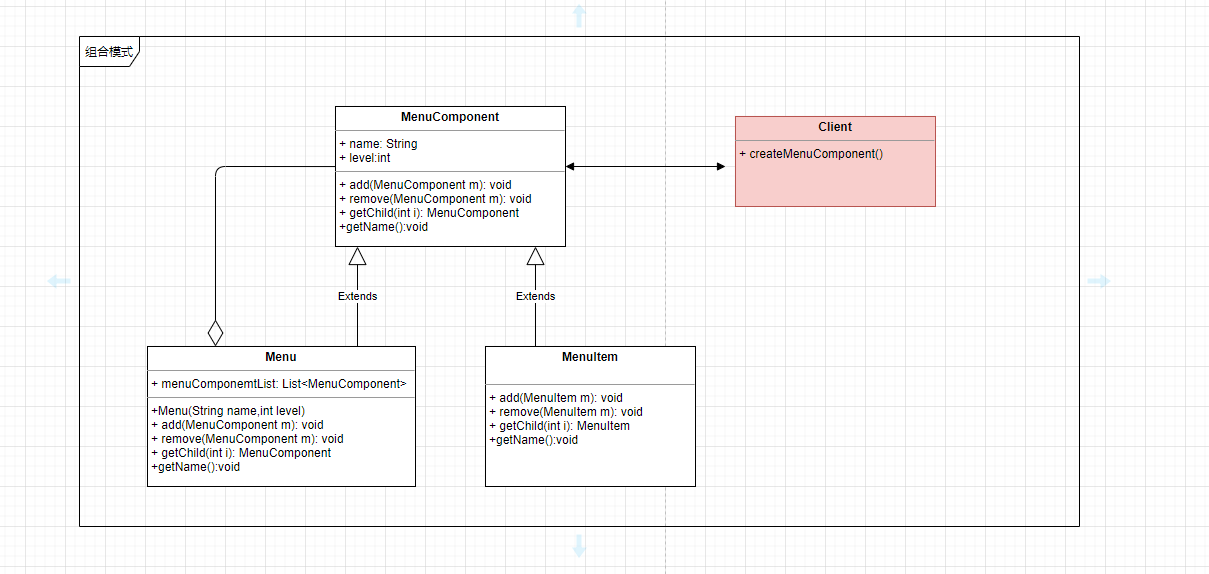 组合模式
MenuComponent
+ name: String
+ level:int
+ add(MenuComponent m): void
+ remove(MenuComponent m): void
+ getChild(int i): MenuComponent
+getName():void
Client
+ createMenuComponent()
Extends
Extends
Menu
+ menuComponemtList: List<MenuComponent>
+Menu(String name,int level)
+ add(MenuComponent m): void
+ remove(MenuComponent m): void
+ getChild(int i): MenuComponent
+getName():void
MenuItem
+ add(MenuItem m): void
+ remove(MenuItem m): void
+ getChild(int i): MenuItem
+getName():void